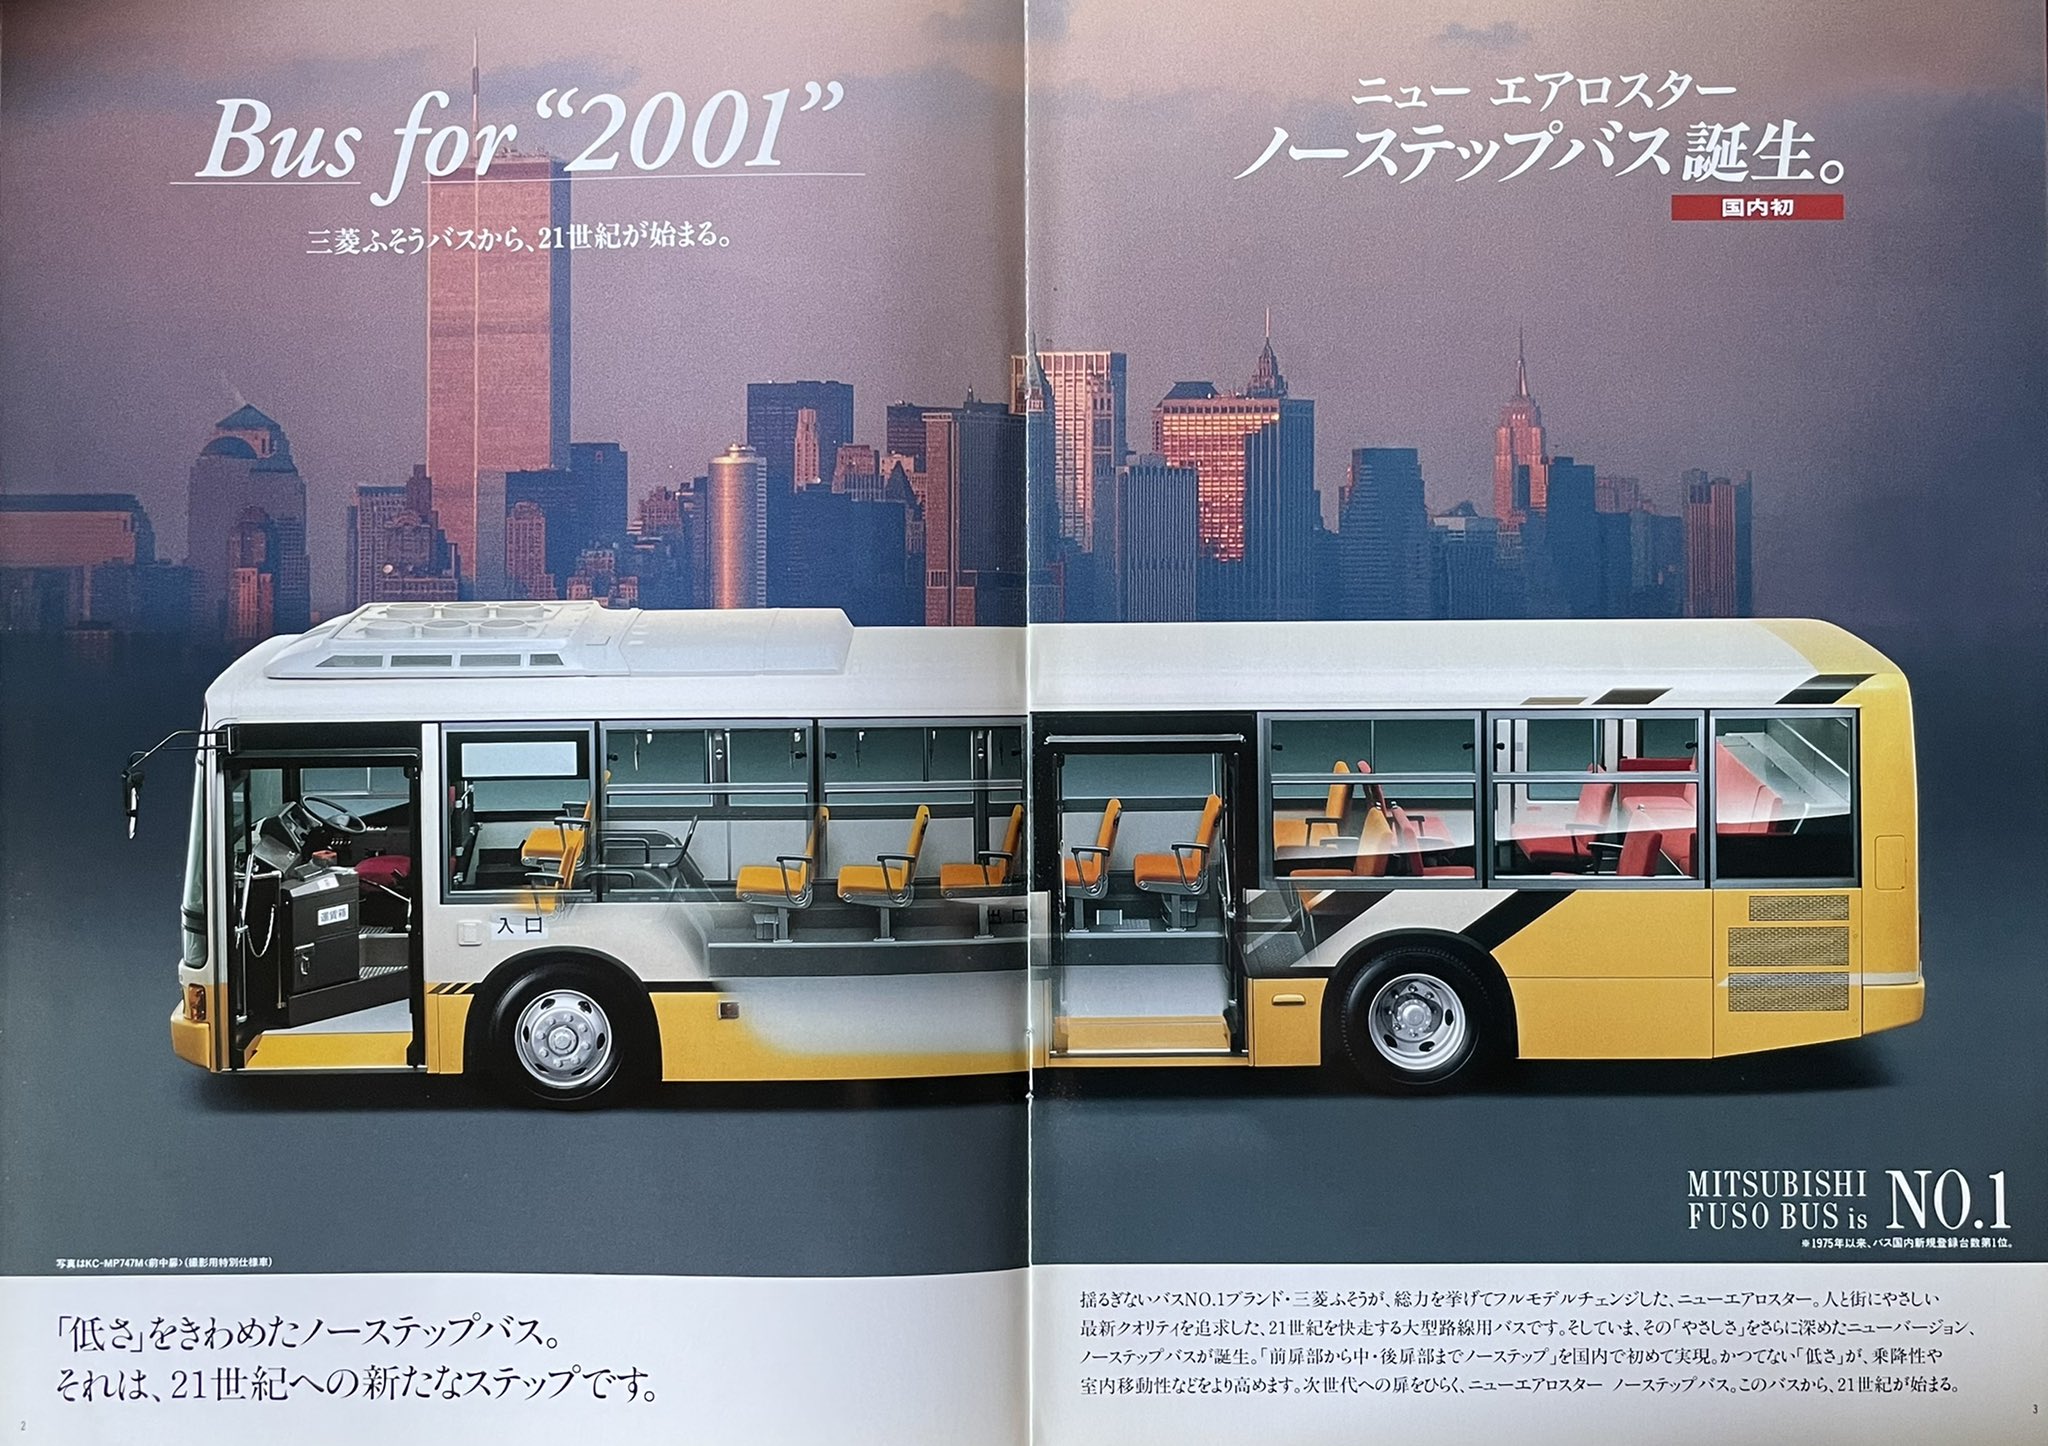 Bus for “2001”
三菱ふそうバスから、21世紀が始まる。
ニュー エアロスター
ノーステップバス誕生。
国内初
運賃箱
入口
出口
MITSUBISHI
FUSO BUS is NO.1
※1975年以来、バス国内新規登録台数第1位。
写真はKC-MP747M〈前中扉〉(撮影用特別仕様車)
「低さ」をきわめたノーステップバス。
それは、21世紀への新たなステップです。
揺るぎないバスNO.1ブランド・三菱ふそうが、総力を挙げてフルモデルチェンジした、ニューエアロスター。人と街にやさしい
最新クオリティを追求した、21世紀を快走する大型路線用バスです。そしていま、その「やさしさ」をさらに深めたニューバージョン、
ノーステップバスが誕生。「前扉部から中・後扉部までノーステップ」を国内で初めて実現。かつてない「低さ」が、乗降性や
室内移動性などをより高めます。次世代への扉をひらく、ニューエアロスター ノーステップバス。このバスから、21世紀が始まる。
2
3